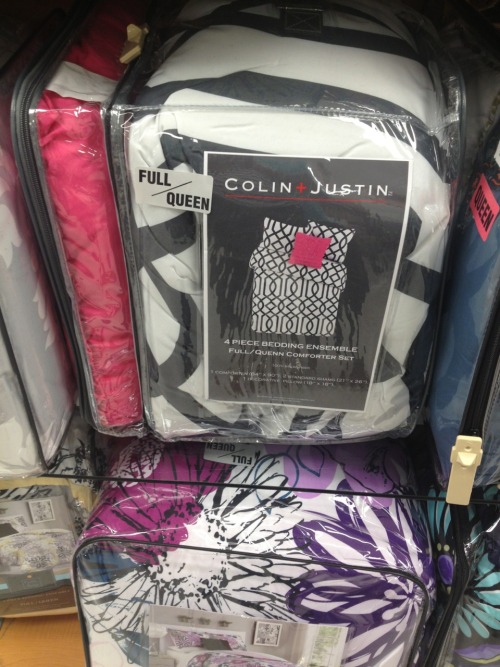 FULL
QUEEN
COLIN+JUSTIN
4 PIECE BEDDING ENSEMBLE
FULL/QUENN COMFORTER SET
QUEEN
FULL
QUEEN